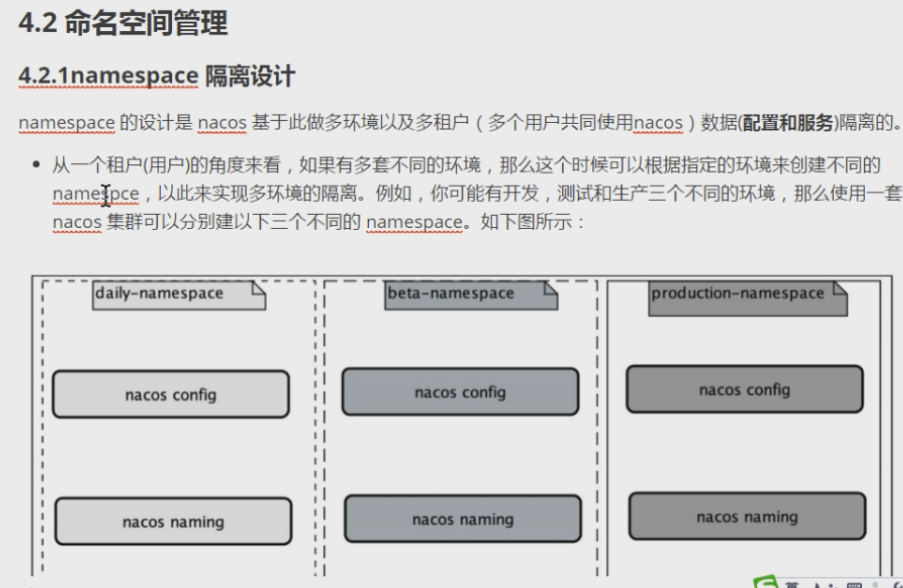 4.2 命名空间管理
4.2.1namespace 隔离设计
namespace 的设计是 nacos 基于此做多环境以及多租户（多个用户共同使用nacos）数据(配置和服务)隔离的。
• 从一个租户(用户)的角度来看，如果有多套不同的环境，那么这个时候可以根据指定的环境来创建不同的
namespce，以此来实现多环境的隔离。例如，你可能有开发，测试和生产三个不同的环境，那么使用一套
nacos 集群可以分别建以下三个不同的 namespace。如下图所示：
daily-namespace beta-namespace production-namespace
nacos config nacos config nacos config
nacos naming nacos naming nacos naming